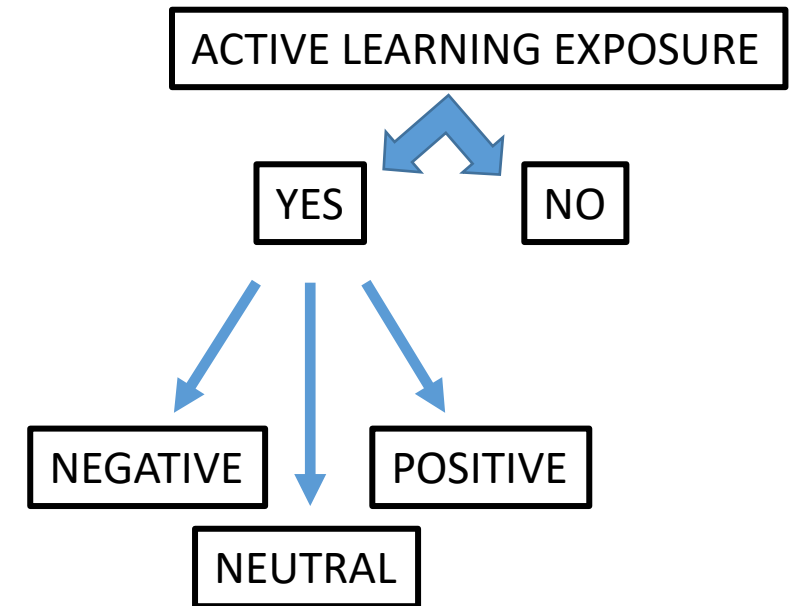 ACTIVE LEARNING EXPOSURE
YES
NO
NEGATIVE
POSITIVE
NEUTRAL